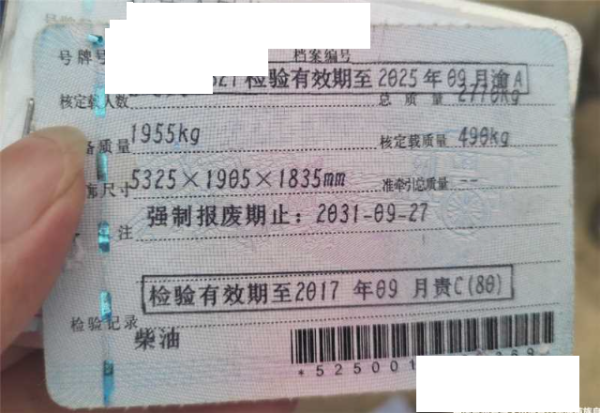 号牌号 档案编号
检验有效期至2025年09月渝A
核定载人数 总质量 2770kg
备质量 1955kg 核定载质量 490kg
廓尺寸 5325×1905×1835mm 准牵引总质量 --
注 强制报废期止：2031-09-27
检验有效期至2017 年09 月贵C(80)
检验记录
柴油